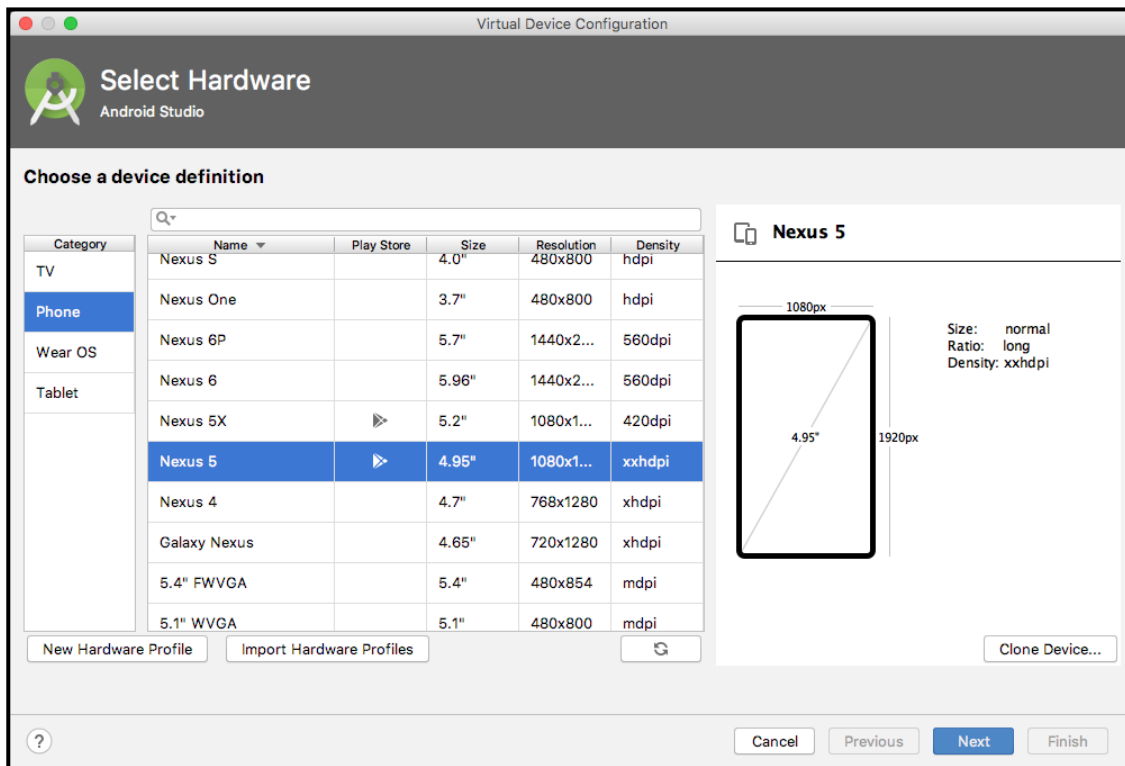 Virtual Device Configuration
Select Hardware
Android Studio
Choose a device definition
Category
TV
Phone
Wear OS
Tablet
Name Play Store Size Resolution Density
Nexus S 4.0" 480x800 hdpi
Nexus One 3.7" 480x800 hdpi
Nexus 6P 5.7" 1440x2... 560dpi
Nexus 6 5.96" 1440x2... 560dpi
Nexus 5X 5.2" 1080x1... 420dpi
Nexus 5 4.95" 1080x1... xxhdpi
Nexus 4 4.7" 768x1280 xhdpi
Galaxy Nexus 4.65" 720x1280 xhdpi
5.4" FWVGA 5.4" 480x854 mdpi
5.1" WVGA 5.1" 480x800 mdpi
New Hardware Profile Import Hardware Profiles
Nexus 5
1080px
4.95"
1920px
Size: normal
Ratio: long
Density: xxhdpi
Clone Device...
? Cancel Previous Next Finish